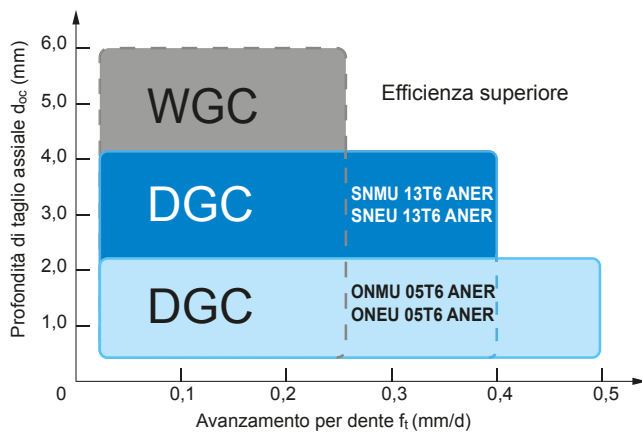 Profondità di taglio assiale doc (mm)
6,0
5,0
4,0
3,0
2,0
1,0
0
WGC
Efficienza superiore
DGC
SNMU 13T6 ANER
SNEU 13T6 ANER
DGC
ONMU 05T6 ANER
ONEU 05T6 ANER
0,1 0,2 0,3 0,4 0,5
Avanzamento per dente ft (mm/d)